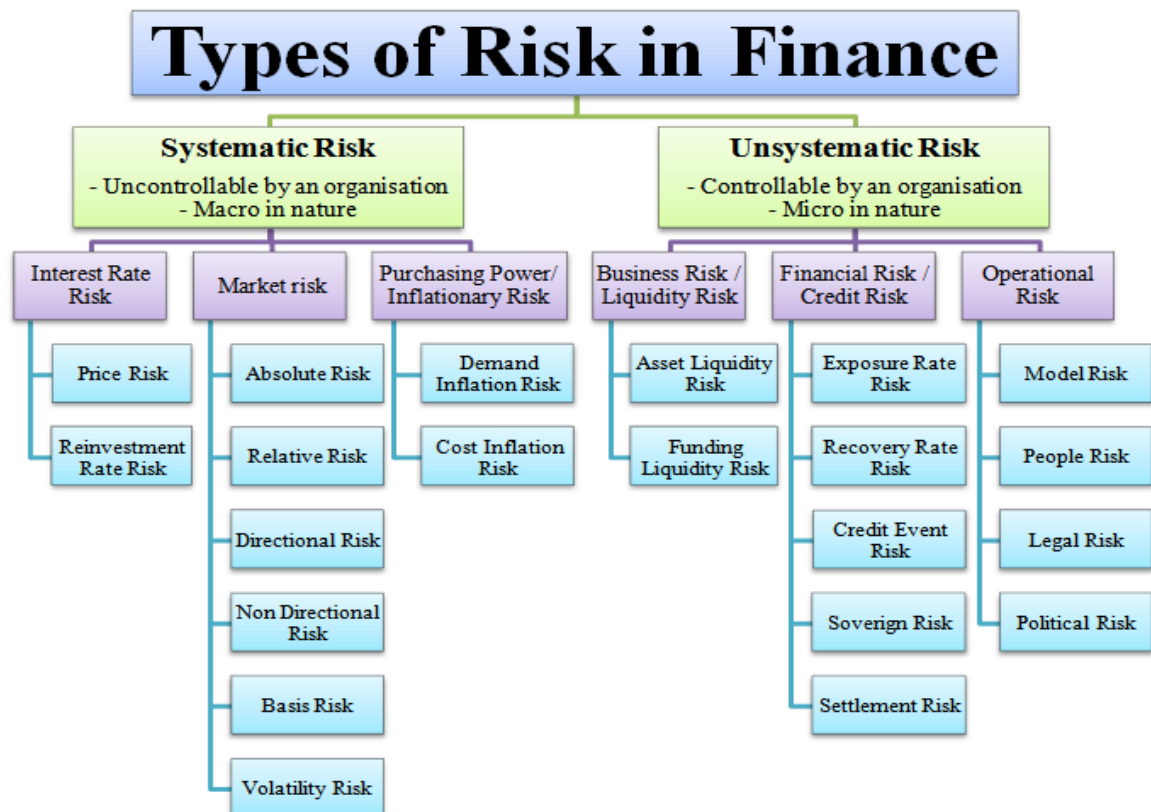 Types of Risk in Finance
Systematic Risk
- Uncontrollable by an organisation
- Macro in nature
Unsystematic Risk
- Controllable by an organisation
- Micro in nature
Interest Rate
Risk
Market risk
Purchasing Power/
Inflationary Risk
Business Risk /
Liquidity Risk
Financial Risk /
Credit Risk
Operational
Risk
Price Risk
Reinvestment
Rate Risk
Absolute Risk
Relative Risk
Directional Risk
Non Directional
Risk
Basis Risk
Volatility Risk
Demand
Inflation Risk
Cost Inflation
Risk
Asset Liquidity
Risk
Funding
Liquidity Risk
Exposure Rate
Risk
Recovery Rate
Risk
Credit Event
Risk
Soverign Risk
Settlement Risk
Model Risk
People Risk
Legal Risk
Political Risk